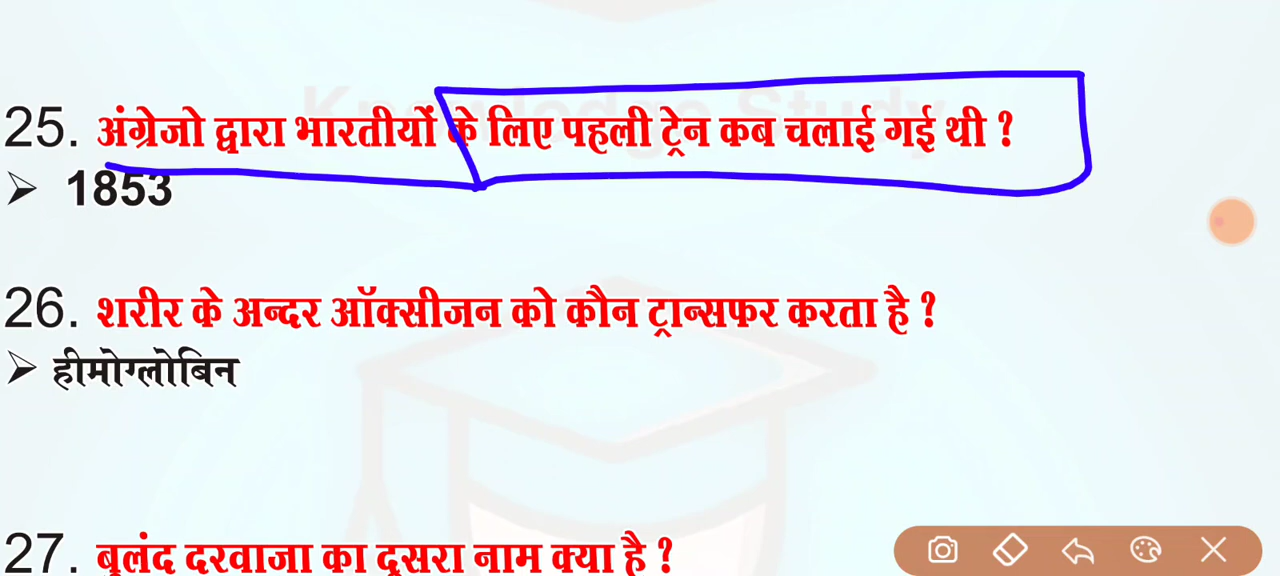 25. अंग्रेजो द्वारा भारतीयों के लिए पहली ट्रेन कब चलाई गई थी ?
➢ 1853
26. शरीर के अन्दर ऑक्सीजन को कौन ट्रान्सफर करता है ?
➢ हीमोग्लोबिन
27. बुलंद दरवाजा का दूसरा नाम क्या है ?